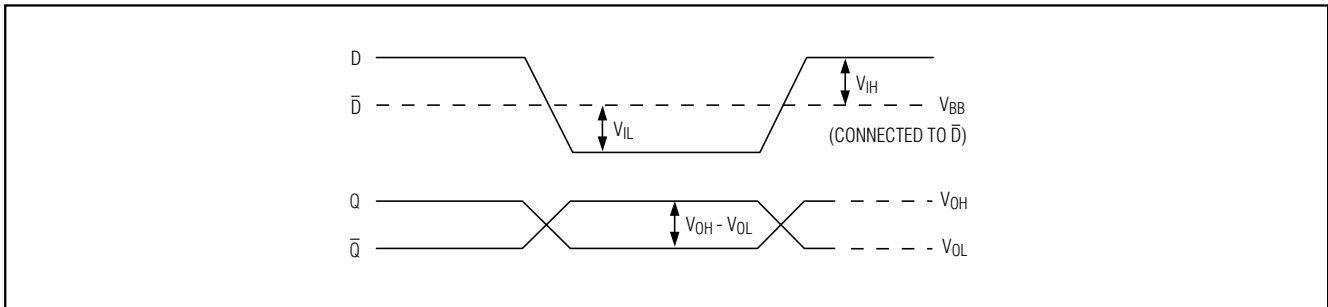 D
V_IH
D̅
V_BB
V_IL
(CONNECTED TO D̅)
Q
V_OH
V_OH - V_OL
Q̅
V_OL